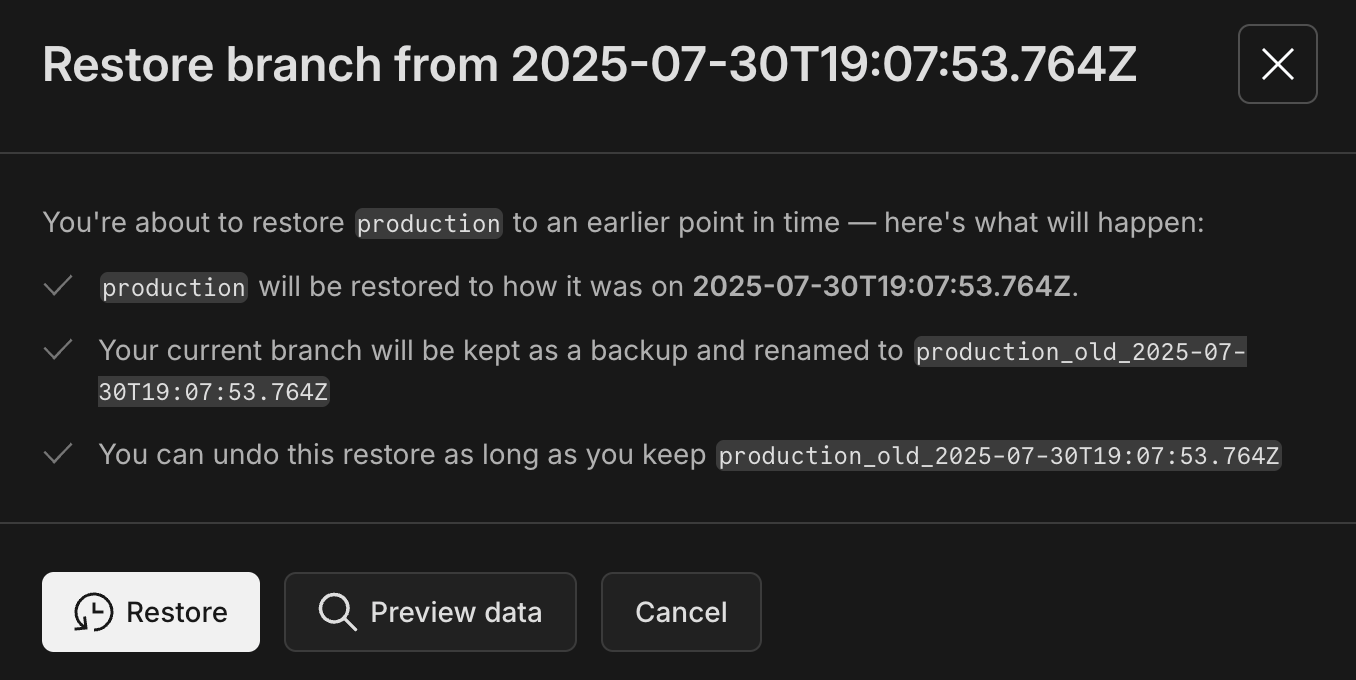 Restore branch from 2025-07-30T19:07:53.764Z
You're about to restore production to an earlier point in time — here's what will happen:
production will be restored to how it was on 2025-07-30T19:07:53.764Z.
Your current branch will be kept as a backup and renamed to production_old_2025-07-
30T19:07:53.764Z
You can undo this restore as long as you keep production_old_2025-07-30T19:07:53.764Z
Restore Preview data Cancel